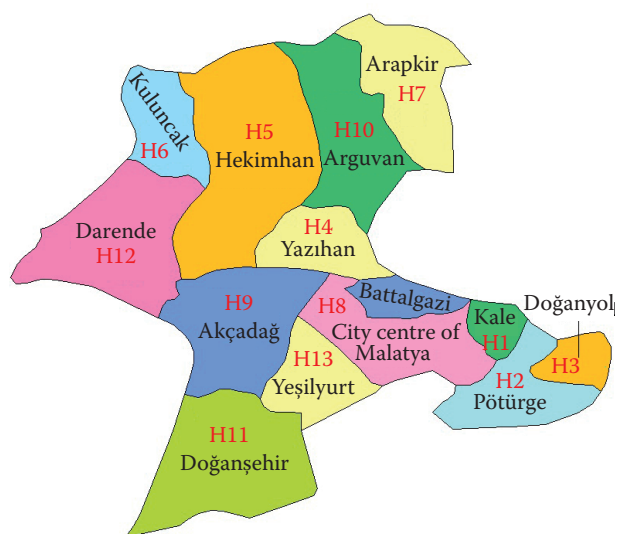 Arapkir
H7
Kuluncak
H6
H5
Hekimhan
H10
Arguvan
Darende
H12
H4
Yazıhan
H9
Akçadağ
H8
Battalgazi
City centre of
Malatya
Kale
H1
Doğanyol
H3
H2
Pötürge
H13
Yeşilyurt
H11
Doğanşehir